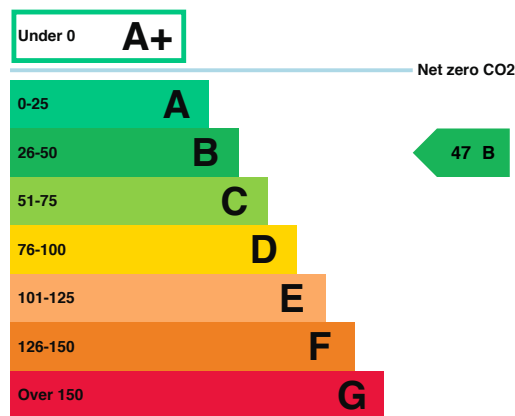 Under 0 A+
Net zero CO2
0-25 A
26-50 B
47 B
51-75 C
76-100 D
101-125 E
126-150 F
Over 150 G